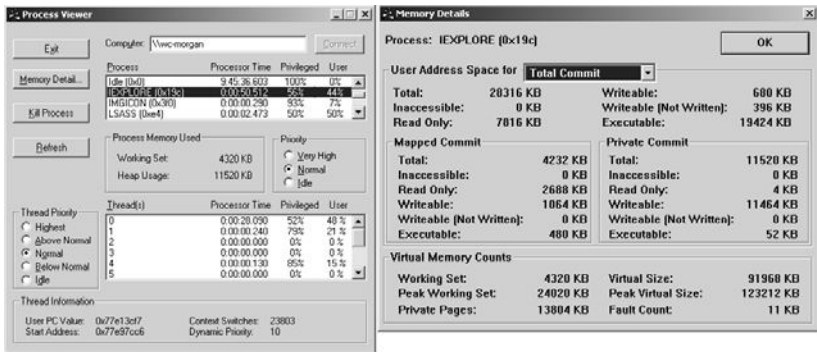 Process Viewer
Exit
Computer: \\wc-morgan
Connect
Memory Detail...
Process Processor Time Privileged User
Idle (0x0) 9:45:36.603 100% 0%
IEXPLORE (0x19c) 0:00:50.512 56% 44%
IMGICON (0x3f0) 0:00:00.290 93% 7%
LSASS (0xe4) 0:00:02.473 50% 50%
Kill Process
Refresh
Process Memory Used
Working Set: 4320 KB
Heap Usage: 11520 KB
Priority
Very High
Normal
Idle
Thread Priority
Highest
Above Normal
Normal
Below Normal
Idle
Thread(s) Processor Time Privileged User
0 0:00:28.090 52% 48 %
1 0:00:00.240 79% 21 %
2 0:00:00.000 0% 0 %
3 0:00:00.000 0% 0 %
4 0:00:00.130 85% 15 %
5 0:00:00.000 0% 0 %
Thread Information
User PC Value: 0x77e13cf7 Context Switches: 23803
Start Address: 0x77e97cc6 Dynamic Priority: 10
Memory Details
Process: IEXPLORE (0x19c)
OK
User Address Space for Total Commit
Total: 20316 KB Writeable: 600 KB
Inaccessible: 0 KB Writeable (Not Written): 396 KB
Read Only: 7816 KB Executable: 19424 KB
Mapped Commit
Total: 4232 KB
Inaccessible: 0 KB
Read Only: 2688 KB
Writeable: 1064 KB
Writeable (Not Written): 0 KB
Executable: 480 KB
Private Commit
Total: 11520 KB
Inaccessible: 0 KB
Read Only: 4 KB
Writeable: 11464 KB
Writeable (Not Written): 0 KB
Executable: 52 KB
Virtual Memory Counts
Working Set: 4320 KB Virtual Size: 91968 KB
Peak Working Set: 24020 KB Peak Virtual Size: 123212 KB
Private Pages: 13804 KB Fault Count: 11 KB